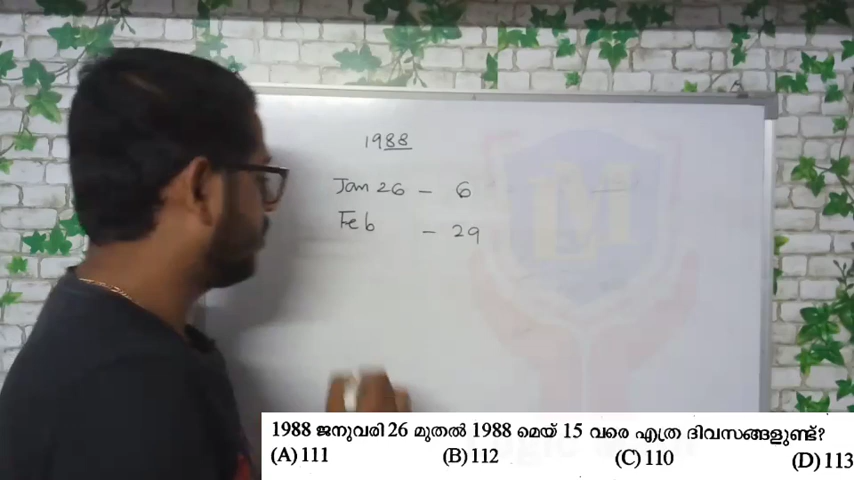 1988
Jan 26 - 6
Feb - 29
1988 ജനുവരി 26 മുതൽ 1988 മെയ് 15 വരെ എത്ര ദിവസങ്ങളുണ്ട്?
(A) 111 (B) 112 (C) 110 (D) 113